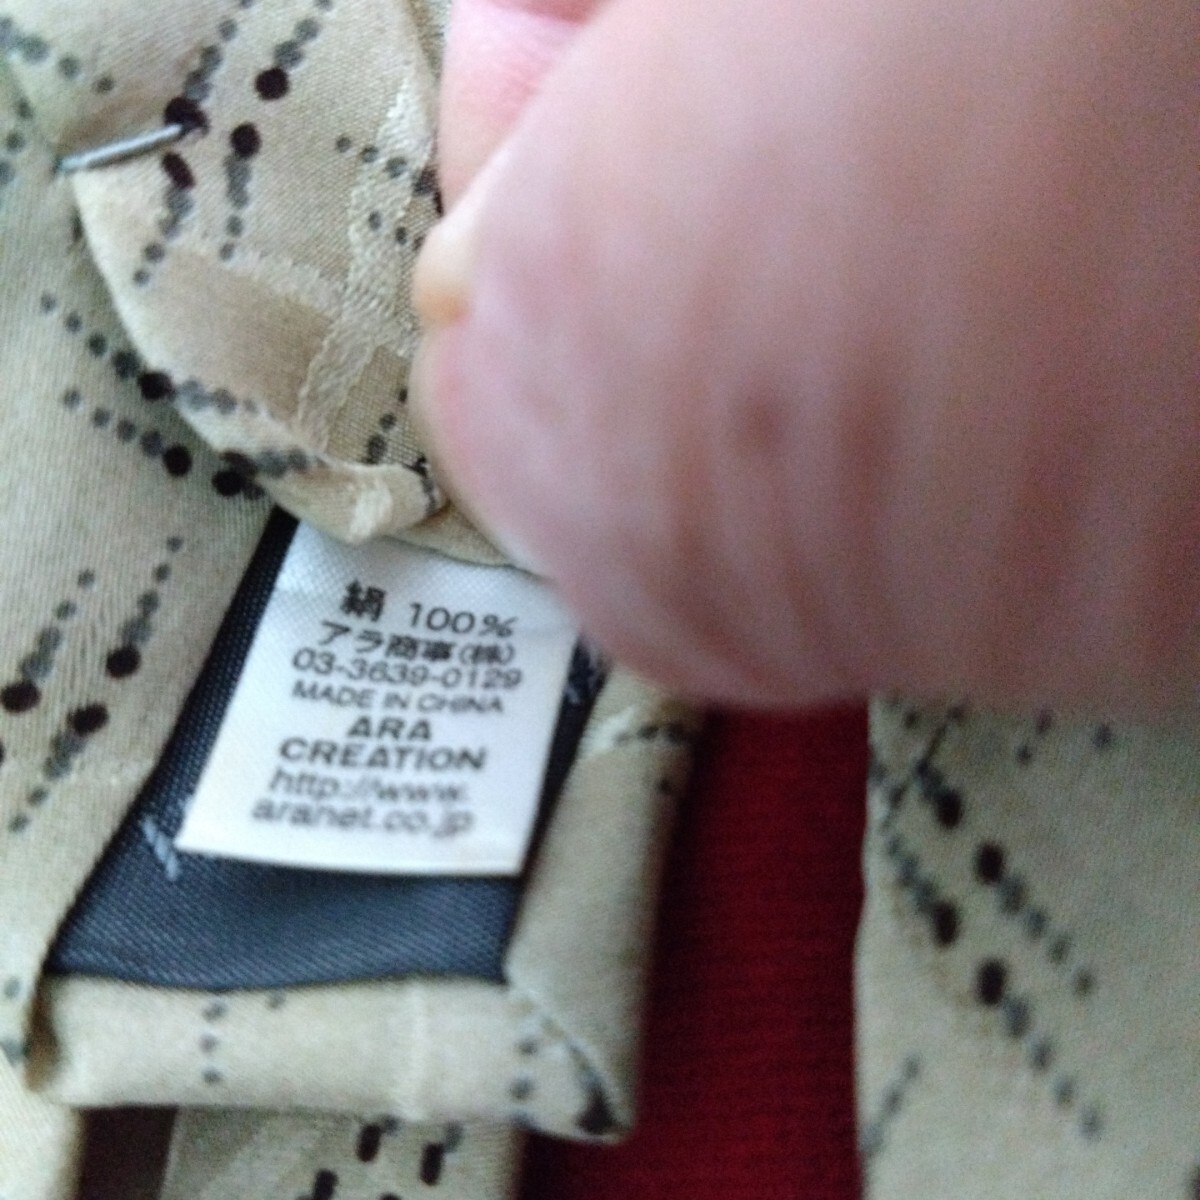 絹 100%
アラ商事(株)
03-3639-0129
MADE IN CHINA
ARA
CREATION
http://www.
aranet.co.jp